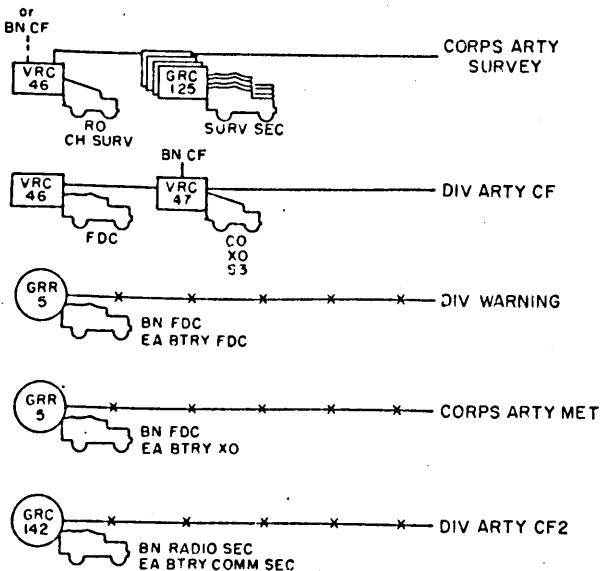 or
BN CF
VRC
46
RO
CH SURV
GRC
125
SURV SEC
CORPS ARTY
SURVEY
VRC
46
FDC
BN CF
VRC
47
CO
XO
S3
DIV ARTY CF
GRR
5
BN FDC
EA BTRY FDC
DIV WARNING
GRR
5
BN FDC
EA BTRY XO
CORPS ARTY MET
GRC
142
BN RADIO SEC
EA BTRY COMM SEC
DIV ARTY CF2